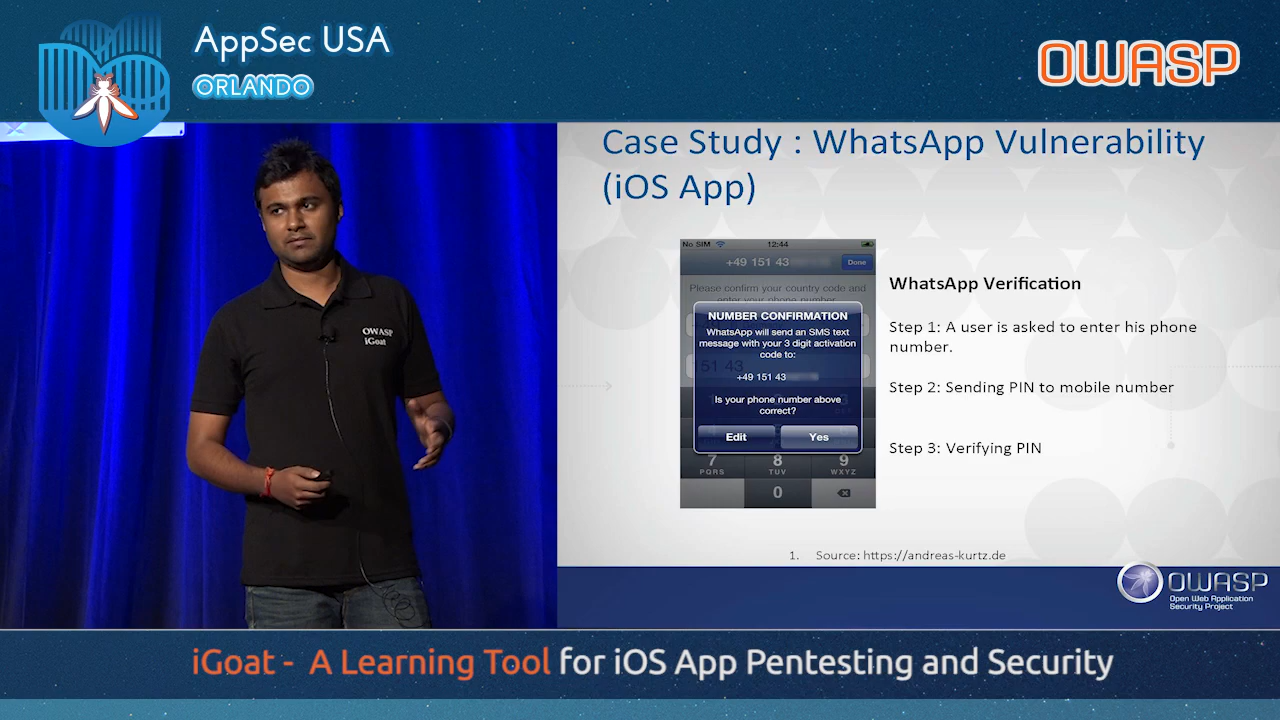 AppSec USA
ORLANDO
OWASP
OWASP
iGoat
Case Study : WhatsApp Vulnerability
(iOS App)
No SIM
12:44
+49 151 43
Done
Please confirm your country code and
enter your phone number
NUMBER CONFIRMATION
WhatsApp will send an SMS text
message with your 3 digit activation
code to:
+49 151 43
Is your phone number above
correct?
Edit
Yes
7
8
9
PQRS
TUV
WXYZ
0
WhatsApp Verification
Step 1: A user is asked to enter his phone
number.
Step 2: Sending PIN to mobile number
Step 3: Verifying PIN
1. Source: https://andreas-kurtz.de
OWASP
Open Web Application
Security Project
iGoat - A Learning Tool for iOS App Pentesting and Security